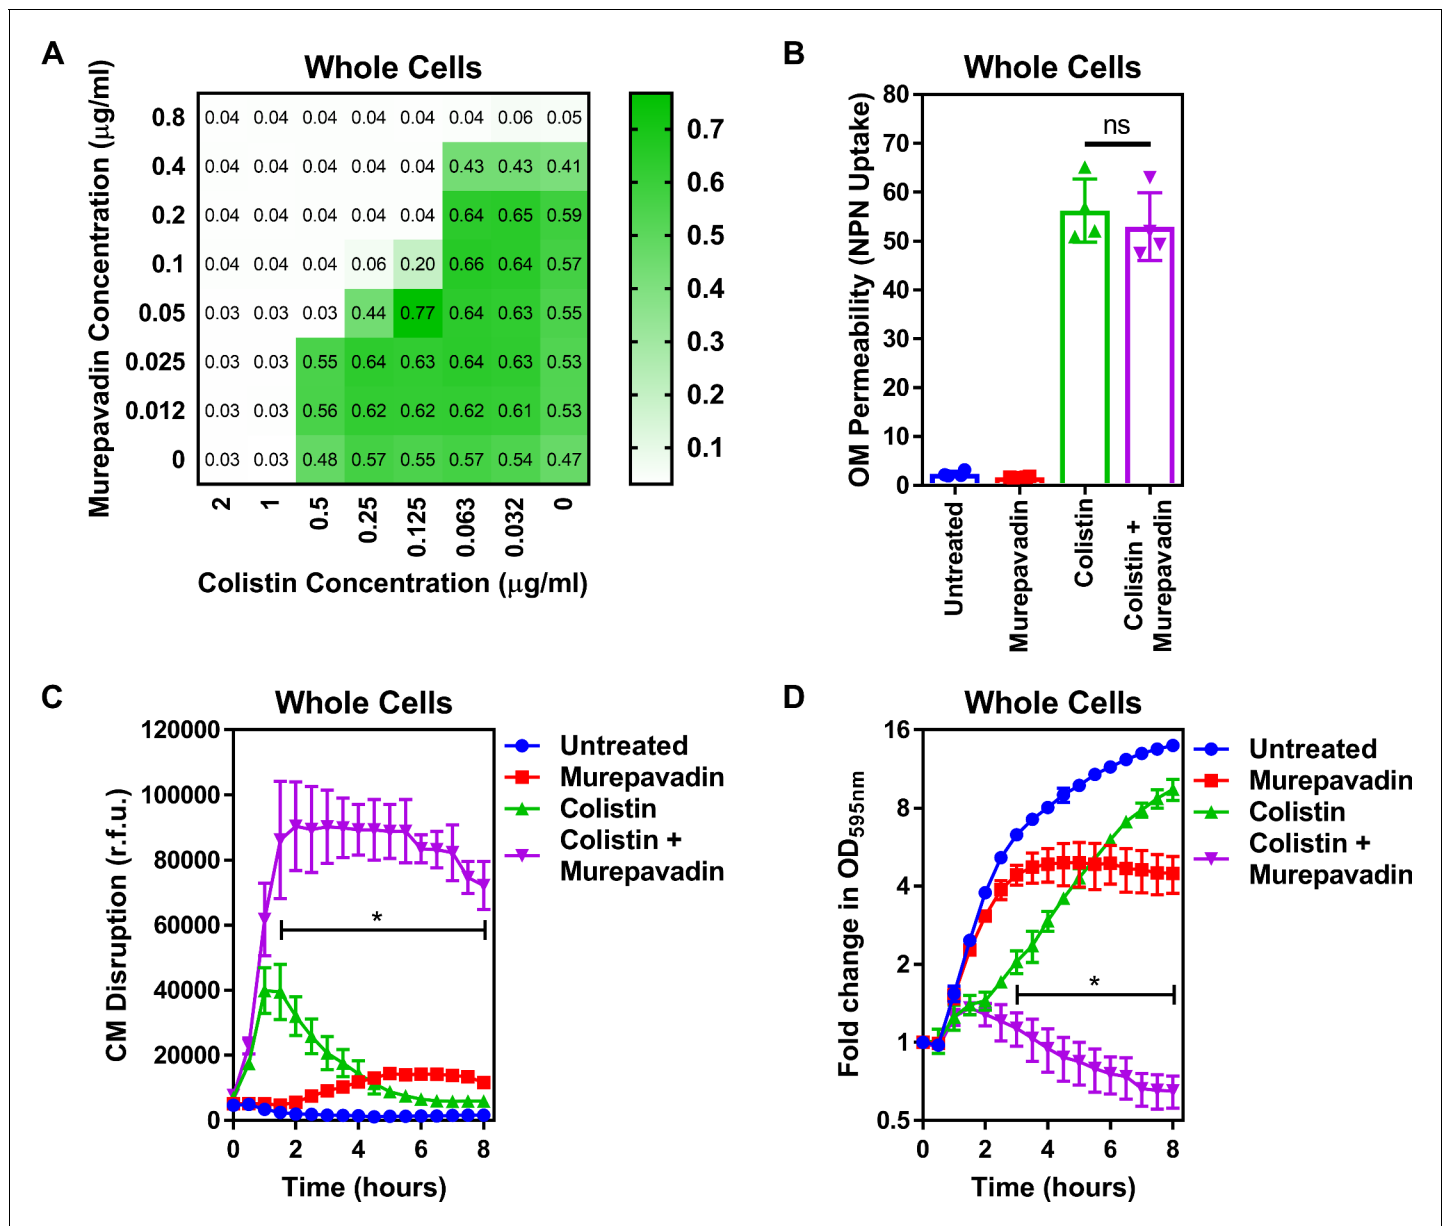 A
Whole Cells
Murepavadin Concentration (μg/ml)
0.8 0.04 0.04 0.04 0.04 0.04 0.04 0.06 0.05
0.4 0.04 0.04 0.04 0.04 0.04 0.43 0.43 0.41
0.2 0.04 0.04 0.04 0.04 0.04 0.64 0.65 0.59
0.1 0.04 0.04 0.04 0.06 0.20 0.66 0.64 0.57
0.05 0.03 0.03 0.03 0.44 0.77 0.64 0.63 0.55
0.025 0.03 0.03 0.55 0.64 0.63 0.64 0.63 0.53
0.012 0.03 0.03 0.56 0.62 0.62 0.62 0.61 0.53
0 0.03 0.03 0.48 0.57 0.55 0.57 0.54 0.47
2 1 0.5 0.25 0.125 0.063 0.032 0
Colistin Concentration (μg/ml)
0.7
0.6
0.5
0.4
0.3
0.2
0.1
B
Whole Cells
OM Permeability (NPN Uptake)
80
70
60
50
40
30
20
10
0
ns
Untreated
Murepavadin
Colistin
Colistin +
Murepavadin
C
Whole Cells
CM Disruption (r.f.u.)
120000
100000
80000
60000
40000
20000
0
*
0 2 4 6 8
Time (hours)
Untreated
Murepavadin
Colistin
Colistin +
Murepavadin
D
Whole Cells
Fold change in OD595nm
16
8
4
2
1
0.5
*
0 2 4 6 8
Time (hours)
Untreated
Murepavadin
Colistin
Colistin +
Murepavadin